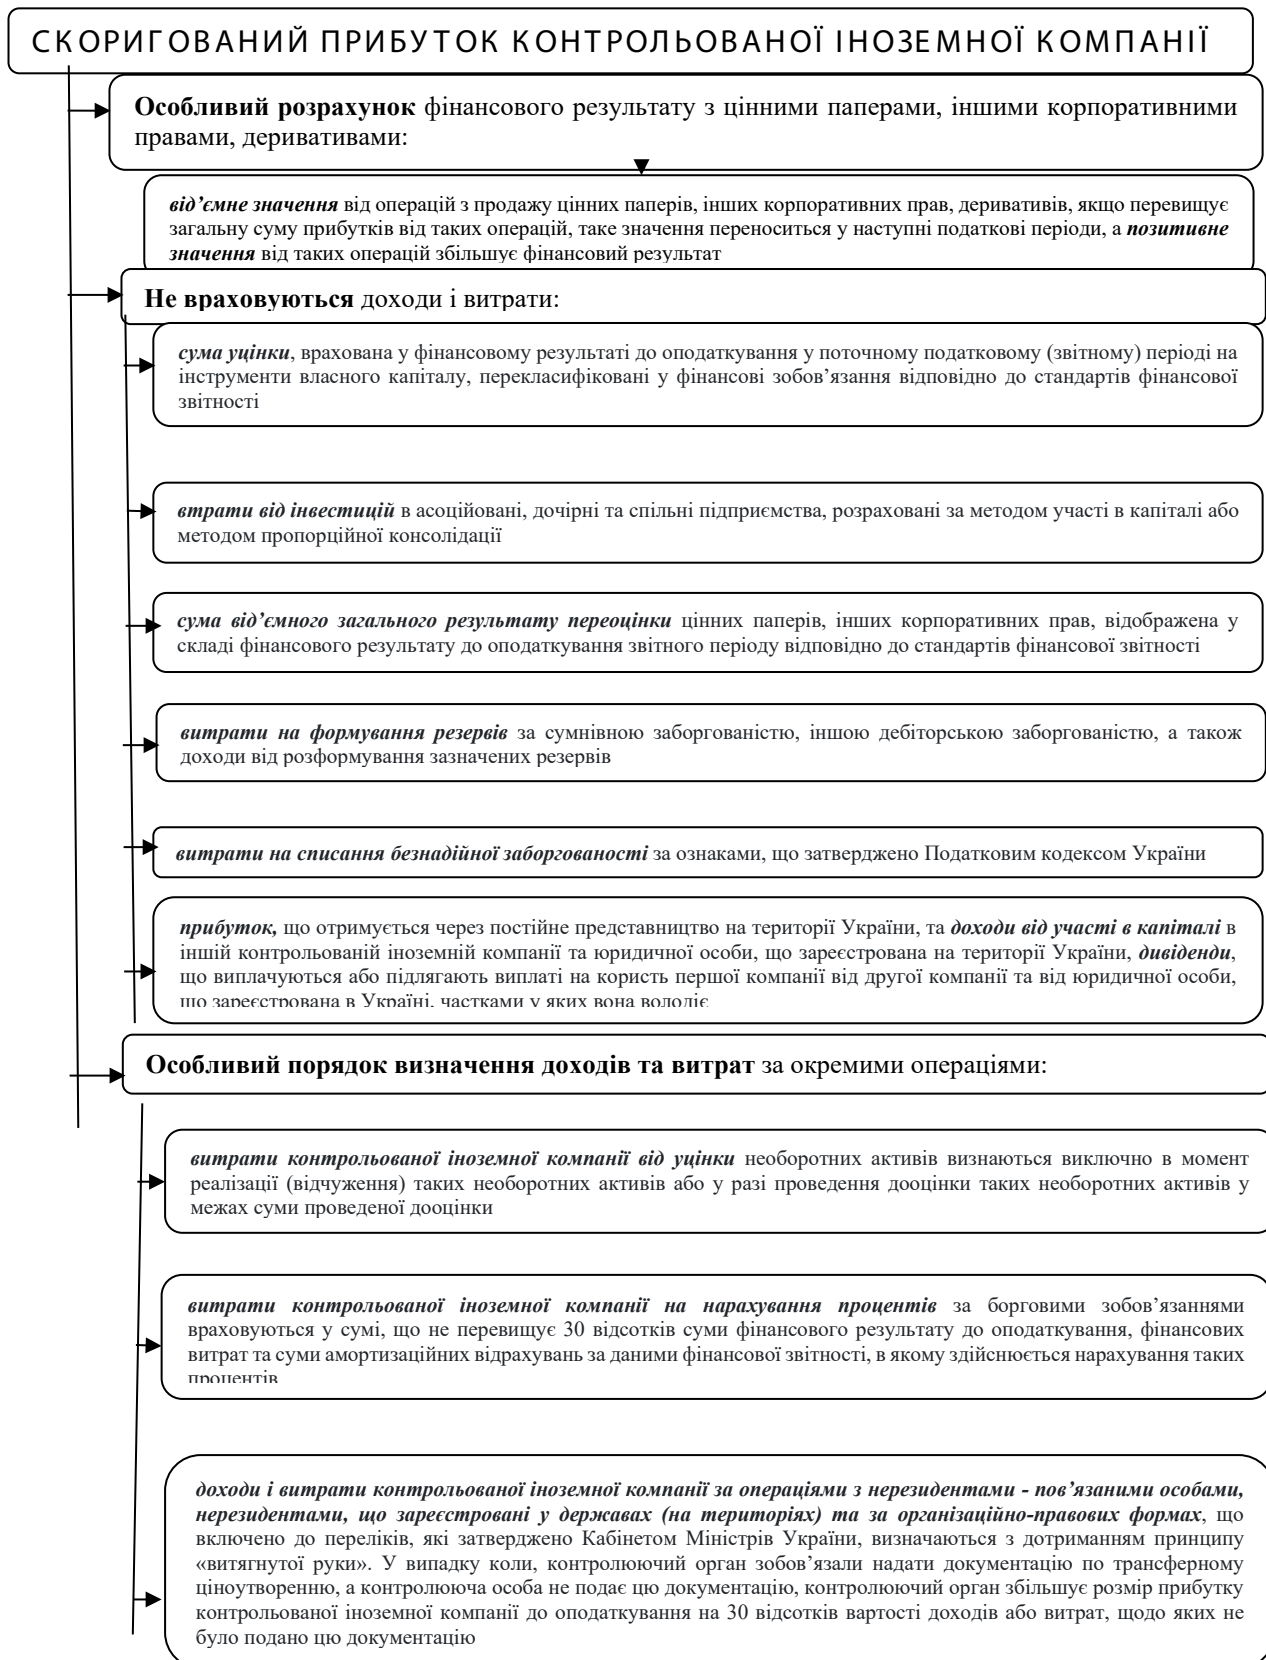 СКОРИГОВАНИЙ ПРИБУТОК КОНТРОЛЬОВАНОЇ ІНОЗЕМНОЇ КОМПАНІЇ
Особливий розрахунок фінансового результату з цінними паперами, іншими корпоративними
правами, деривативами:
від’ємне значення від операцій з продажу цінних паперів, інших корпоративних прав, деривативів, якщо перевищує
загальну суму прибутків від таких операцій, таке значення переноситься у наступні податкові періоди, а позитивне
значення від таких операцій збільшує фінансовий результат
Не враховуються доходи і витрати:
сума уцінки, врахована у фінансовому результаті до оподаткування у поточному податковому (звітному) періоді на
інструменти власного капіталу, перекласифіковані у фінансові зобов’язання відповідно до стандартів фінансової
звітності
втрати від інвестицій в асоційовані, дочірні та спільні підприємства, розраховані за методом участі в капіталі або
методом пропорційної консолідації
сума від’ємного загального результату переоцінки цінних паперів, інших корпоративних прав, відображена у
складі фінансового результату до оподаткування звітного періоду відповідно до стандартів фінансової звітності
витрати на формування резервів за сумнівною заборгованістю, іншою дебіторською заборгованістю, а також
доходи від розформування зазначених резервів
витрати на списання безнадійної заборгованості за ознаками, що затверджено Податковим кодексом України
прибуток, що отримується через постійне представництво на території України, та доходи від участі в капіталі в
іншій контрольованій іноземній компанії та юридичної особи, що зареєстрована на території України, дивіденди,
що виплачуються або підлягають виплаті на користь першої компанії від другої компанії та від юридичної особи,
що зареєстрована в Україні, частками у яких вона володіє
Особливий порядок визначення доходів та витрат за окремими операціями:
витрати контрольованої іноземної компанії від уцінки необоротних активів визнаються виключно в момент
реалізації (відчуження) таких необоротних активів або у разі проведення дооцінки таких необоротних активів у
межах суми проведеної дооцінки
витрати контрольованої іноземної компанії на нарахування процентів за борговими зобов’язаннями
враховуються у сумі, що не перевищує 30 відсотків суми фінансового результату до оподаткування, фінансових
витрат та суми амортизаційних відрахувань за даними фінансової звітності, в якому здійснюється нарахування таких
процентів
доходи і витрати контрольованої іноземної компанії за операціями з нерезидентами - пов’язаними особами,
нерезидентами, що зареєстровані у державах (на територіях) та за організаційно-правових формах, що
включено до переліків, які затверджено Кабінетом Міністрів України, визначаються з дотриманням принципу
«витягнутої руки». У випадку коли, контролюючий орган зобов’язали надати документацію по трансферному
ціноутворенню, а контролююча особа не подає цю документацію, контролюючий орган збільшує розмір прибутку
контрольованої іноземної компанії до оподаткування на 30 відсотків вартості доходів або витрат, щодо яких не
було подано цю документацію